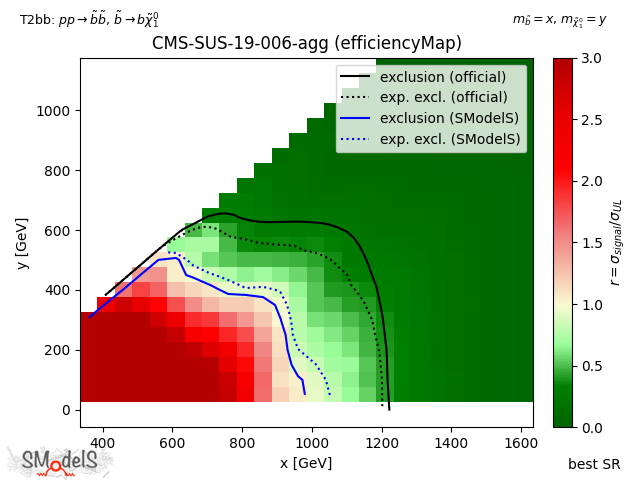 T2bb: pp → b̃b̃, b̃ → bχ̃₁⁰
m_b̃ = x, m_χ̃₁⁰ = y
CMS-SUS-19-006-agg (efficiencyMap)
exclusion (official)
exp. excl. (official)
exclusion (SModelS)
exp. excl. (SModelS)
y [GeV]
1000
800
600
400
200
0
400 600 800 1000 1200 1400 1600
x [GeV]
3.0
2.5
2.0
1.5
1.0
0.5
0.0
r = σ_signal/σ_UL
best SR
SModelS